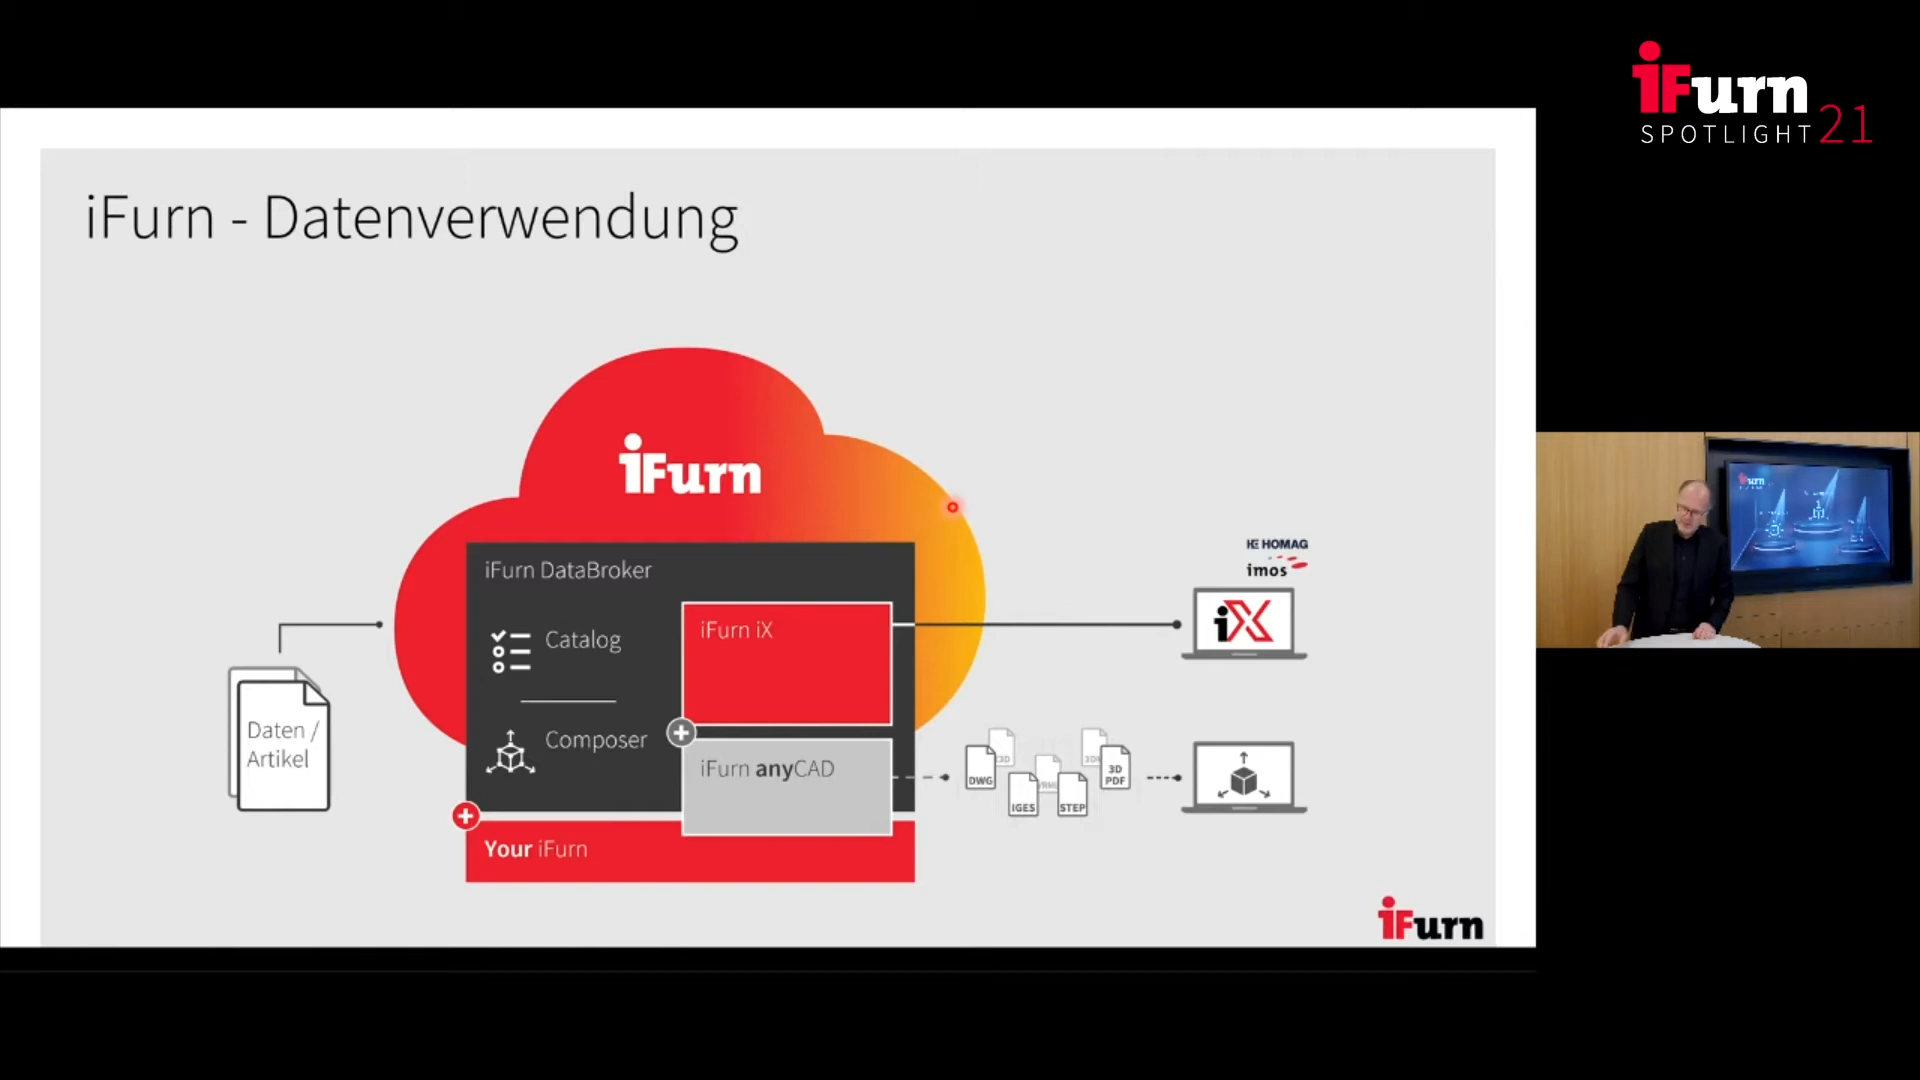 iFurn
SPOTLIGHT 21
iFurn - Datenverwendung
iFurn
iFurn DataBroker
Catalog
Composer
iFurn iX
iFurn anyCAD
Your iFurn
Daten /
Artikel
HOMAG
imos
iX
DWG
IGES
STEP
3D
PDF
iFurn